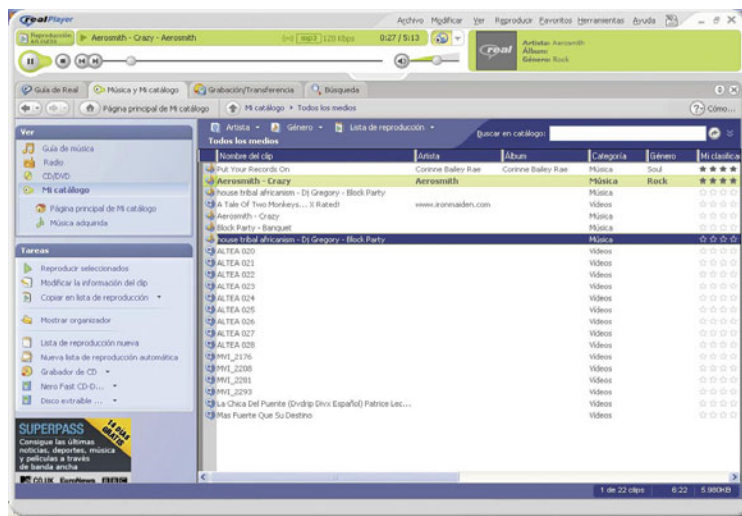 realPlayer
Archivo Modificar Ver Reproducir Favoritos Herramientas Ayuda
Reproducción en curso
Aerosmith - Crazy - Aerosmith
mp3 128 Kbps
0:27 / 5:13
real
Artista: Aerosmith
Álbum:
Género: Rock
Guía de Real
Música y Mi catálogo
Grabación/Transferencia
Búsqueda
Página principal de Mi catálogo
Mi catálogo
Todos los medios
Cómo...
Ver
Guía de música
Radio
CD/DVD
Mi catálogo
Página principal de Mi catálogo
Música adquirida
Tareas
Reproducir seleccionados
Modificar la información del clip
Copiar en lista de reproducción
Mostrar organizador
Lista de reproducción nueva
Nueva lista de reproducción automática
Grabador de CD
Nero Fast CD-D...
Disco extraíble ...
SUPERPASS
14 DÍAS GRATIS
Consigue las últimas
noticias, deportes, música
y películas a través
de banda ancha
EuroNews
Artista
Género
Lista de reproducción
Buscar en catálogo:
Todos los medios
Nombre del clip Artista Álbum Categoría Género Mi clasifica
Put Your Records On Corinne Bailey Rae Corinne Bailey Rae Música Soul
Aerosmith - Crazy Aerosmith Música Rock
house tribal africanism - Dj Gregory - Block Party Música
A Tale Of Two Monkeys... X Rated! www.ironmaiden.com Vídeos
Aerosmith - Crazy Música
Block Party - Banquet Música
house tribal africanism - Dj Gregory - Block Party Música
ALTEA 020 Vídeos
ALTEA 021 Vídeos
ALTEA 022 Vídeos
ALTEA 023 Vídeos
ALTEA 024 Vídeos
ALTEA 025 Vídeos
ALTEA 026 Vídeos
ALTEA 027 Vídeos
ALTEA 028 Vídeos
MVI_2176 Vídeos
MVI_2208 Vídeos
MVI_2281 Vídeos
MVI_2293 Vídeos
La Chica Del Puente (Dvdrip Divx Español) Patrice Lec... Vídeos
Mas Fuerte Que Su Destino Vídeos
1 de 22 clips 6:22 5.980KB